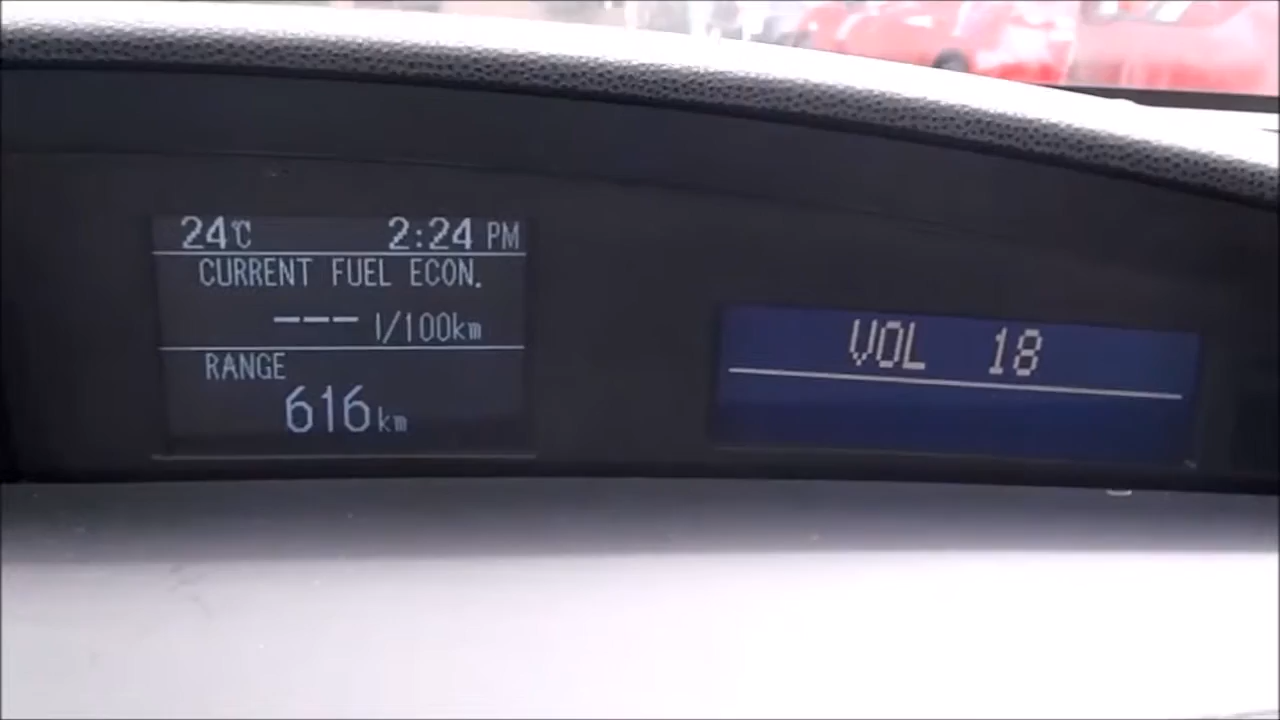 24℃ 2:24 PM
CURRENT FUEL ECON.
--- l/100km
RANGE
616km
VOL 18